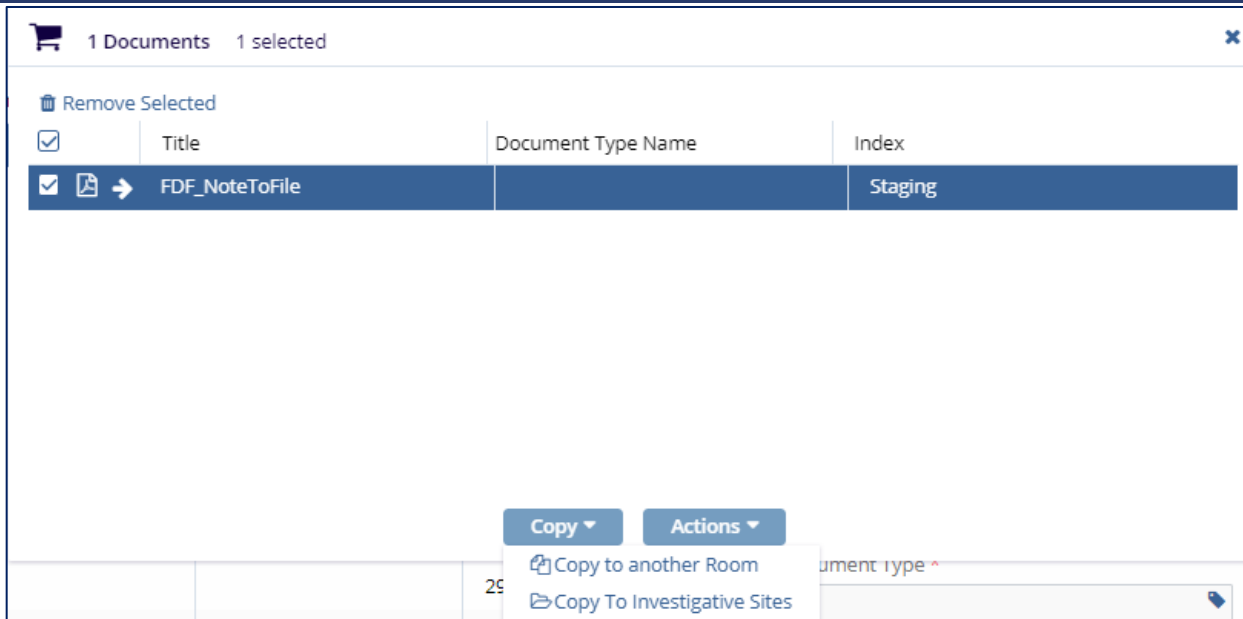 1 Documents 1 selected
Remove Selected
Title Document Type Name Index
FDF_NoteToFile Staging
Copy Actions
Copy to another Room
ument Type *
29
Copy To Investigative Sites